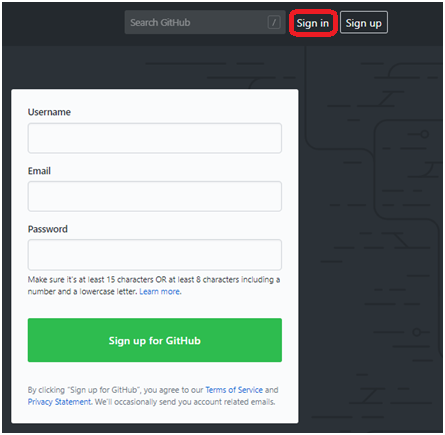 Search GitHub
/
Sign in
Sign up
Username
Email
Password
Make sure it's at least 15 characters OR at least 8 characters including a
number and a lowercase letter. Learn more.
Sign up for GitHub
By clicking "Sign up for GitHub", you agree to our Terms of Service and
Privacy Statement. We'll occasionally send you account related emails.